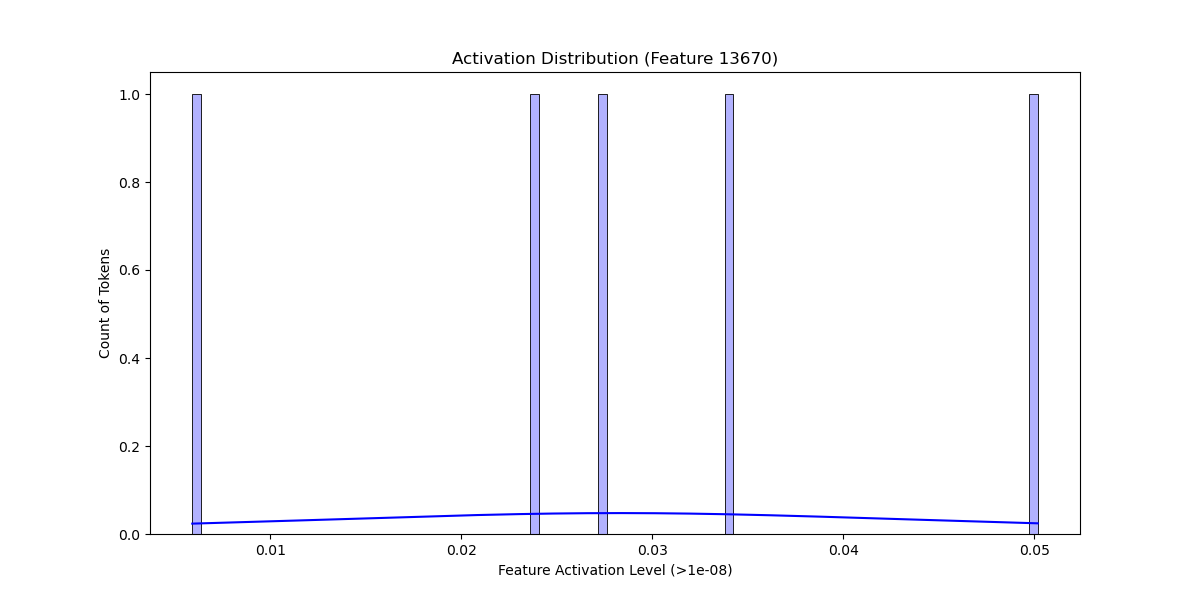 Activation Distribution (Feature 13670)
Count of Tokens
1.0
0.8
0.6
0.4
0.2
0.0
0.01 0.02 0.03 0.04 0.05
Feature Activation Level (>1e-08)